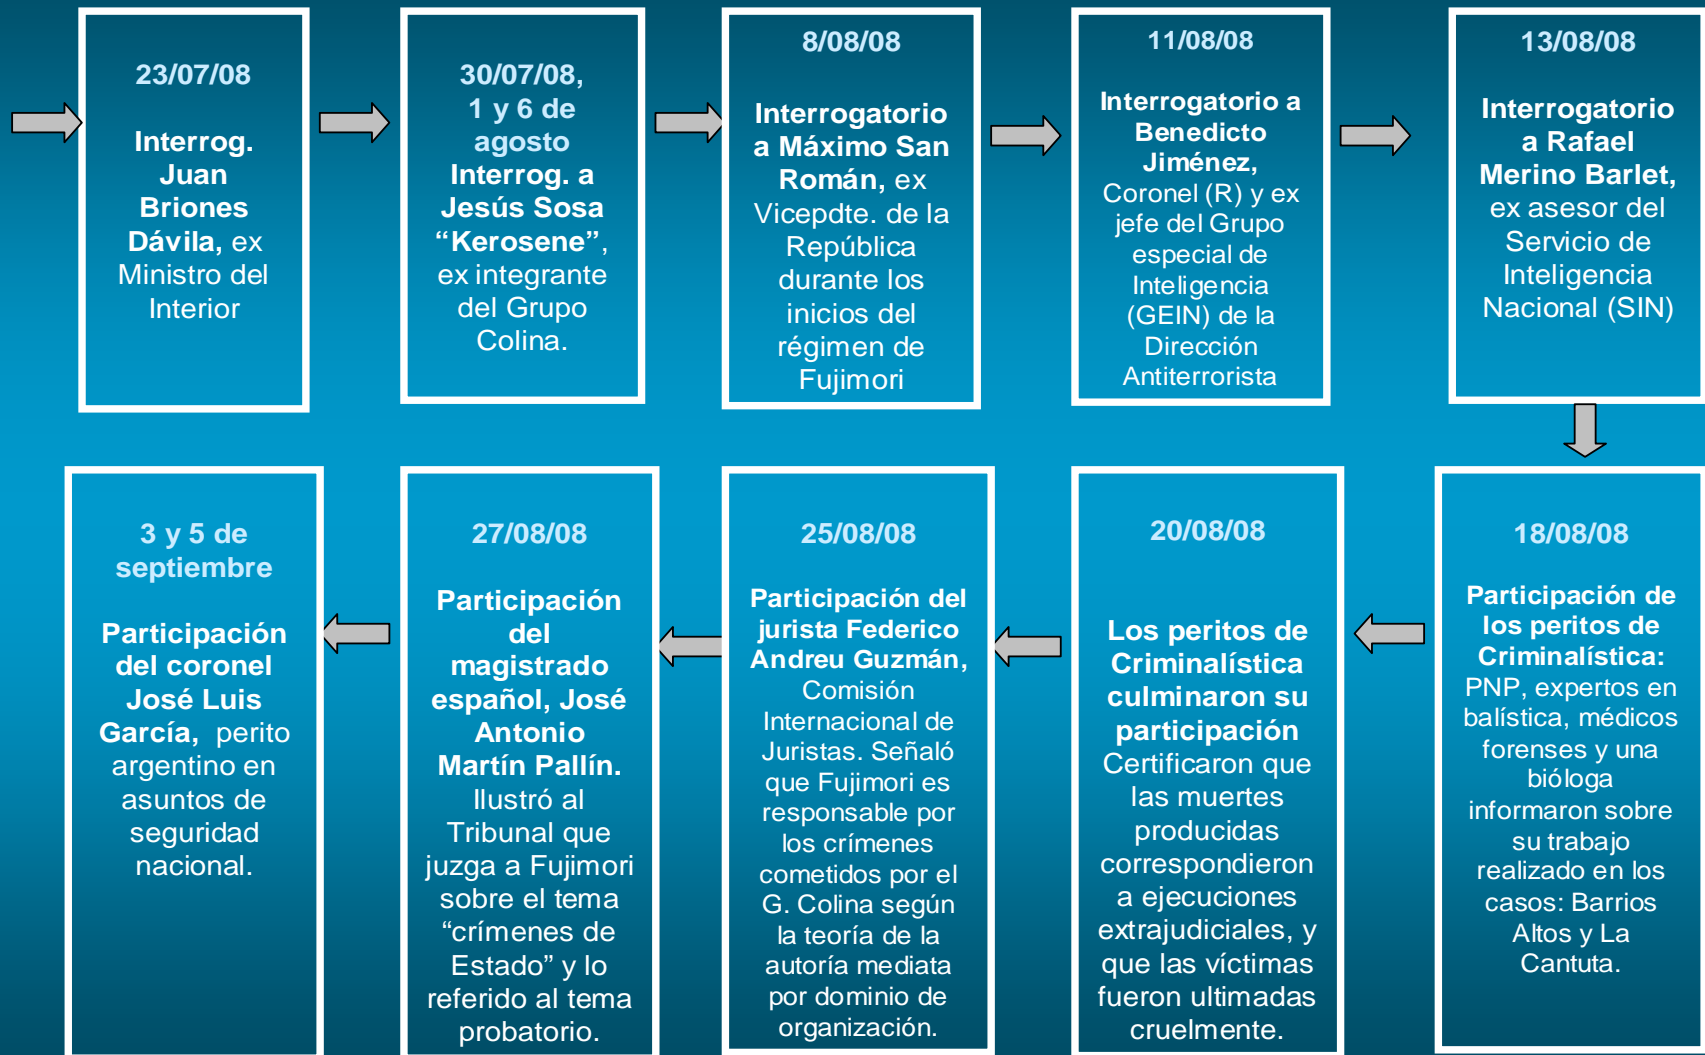 23/07/08
Interrog.
Juan
Briones
Dávila, ex
Ministro del
Interior
30/07/08,
1 y 6 de
agosto
Interrog. a
Jesús Sosa
“Kerosene”,
ex integrante
del Grupo
Colina.
8/08/08
Interrogatorio
a Máximo San
Román, ex
Vicepdte. de la
República
durante los
inicios del
régimen de
Fujimori
11/08/08
Interrogatorio a
Benedicto
Jiménez,
Coronel (R) y ex
jefe del Grupo
especial de
Inteligencia
(GEIN) de la
Dirección
Antiterrorista
13/08/08
Interrogatorio
a Rafael
Merino Barlet,
ex asesor del
Servicio de
Inteligencia
Nacional (SIN)
18/08/08
Participación de
los peritos de
Criminalística:
PNP, expertos en
balística, médicos
forenses y una
bióloga
informaron sobre
su trabajo
realizado en los
casos: Barrios
Altos y La
Cantuta.
20/08/08
Los peritos de
Criminalística
culminaron su
participación
Certificaron que
las muertes
producidas
correspondieron
a ejecuciones
extrajudiciales, y
que las víctimas
fueron ultimadas
cruelmente.
25/08/08
Participación del
jurista Federico
Andreu Guzmán,
Comisión
Internacional de
Juristas. Señaló
que Fujimori es
responsable por
los crímenes
cometidos por el
G. Colina según
la teoría de la
autoría mediata
por dominio de
organización.
27/08/08
Participación
del
magistrado
español, José
Antonio
Martín Pallín.
Ilustró al
Tribunal que
juzga a Fujimori
sobre el tema
“crímenes de
Estado” y lo
referido al tema
probatorio.
3 y 5 de
septiembre
Participación
del coronel
José Luis
García, perito
argentino en
asuntos de
seguridad
nacional.